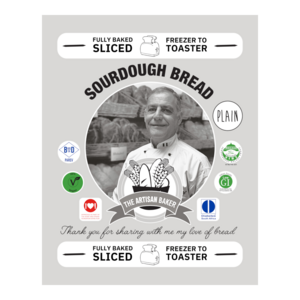 FULLY BAKED
SLICED
FREEZER TO
TOASTER
SOURDOUGH BREAD
PLAIN
THE ARTISAN BAKER
Thank you for sharing with me my love of bread.
FULLY BAKED
SLICED
FREEZER TO
TOASTER